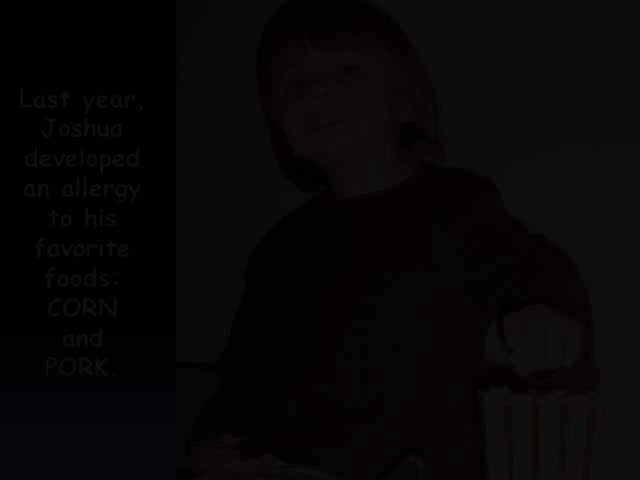 Last year,
Joshua
developed
an allergy
to his
favorite
foods:
CORN
and
PORK.